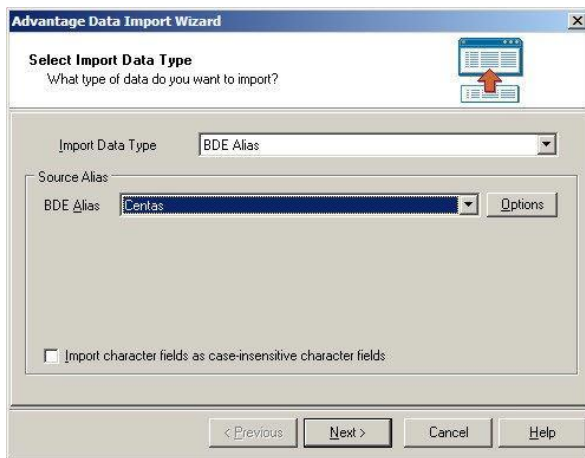 Advantage Data Import Wizard
Select Import Data Type
What type of data do you want to import?
Import Data Type BDE Alias
Source Alias
BDE Alias Centas Options
Import character fields as case-insensitive character fields
< Previous Next > Cancel Help